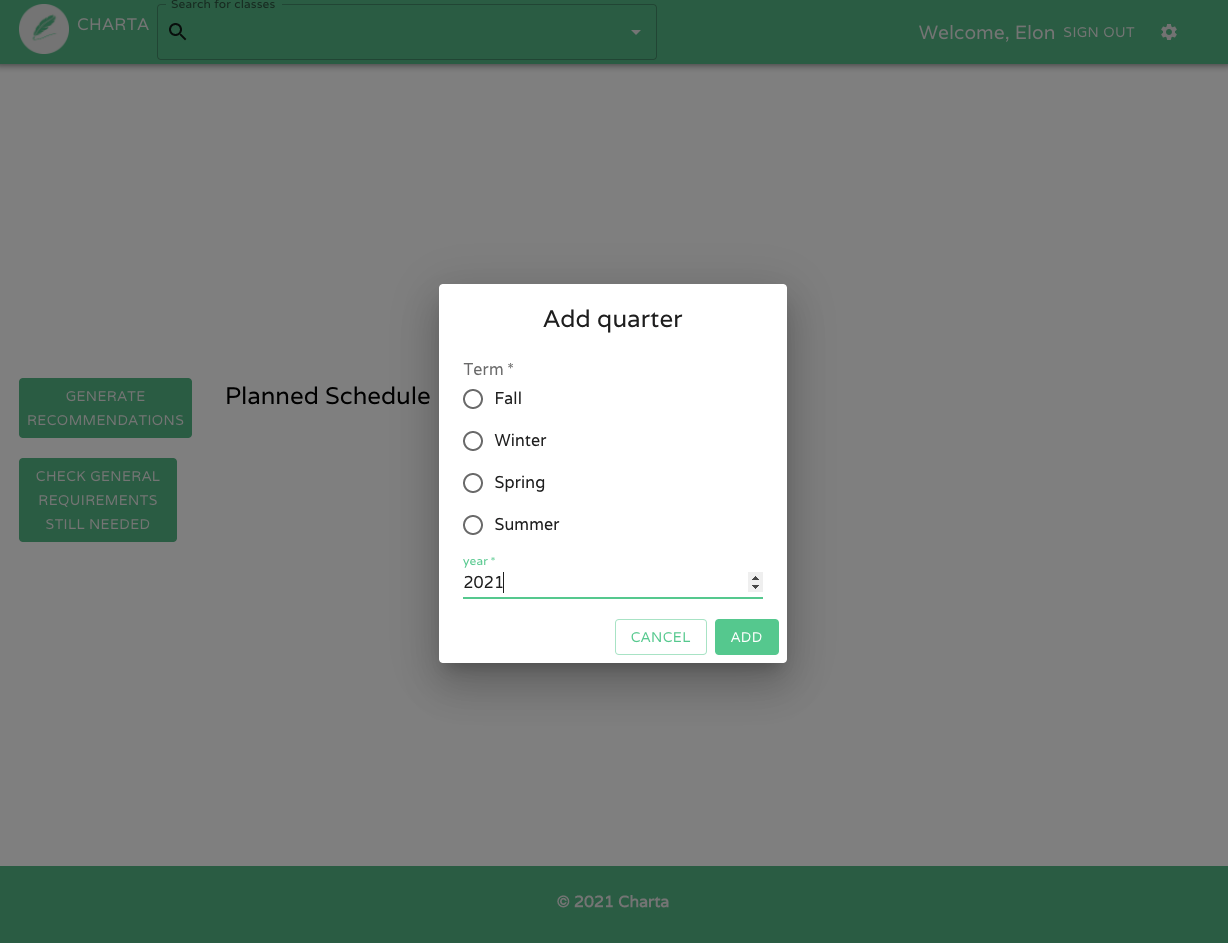 Search for classes
CHARTA
Welcome, Elon
SIGN OUT
Add quarter
Term *
Fall
Winter
Spring
Summer
year *
2021
CANCEL
ADD
GENERATE
RECOMMENDATIONS
CHECK GENERAL
REQUIREMENTS
STILL NEEDED
Planned Schedule
© 2021 Charta